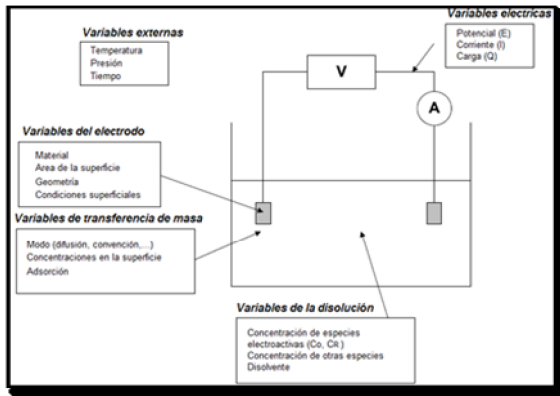 Variables externas
Temperatura
Presión
Tiempo
Variables electricas
Potencial (E)
Corriente (I)
Carga (Q)
V
A
Variables del electrodo
Material
Area de la superficie
Geometría
Condiciones superficiales
Variables de transferencia de masa
Modo (difusión, convención,...)
Concentraciones en la superficie
Adsorción
Variables de la disolución
Concentración de especies
electroactivas (Co, CR )
Concentración de otras especies
Disolvente